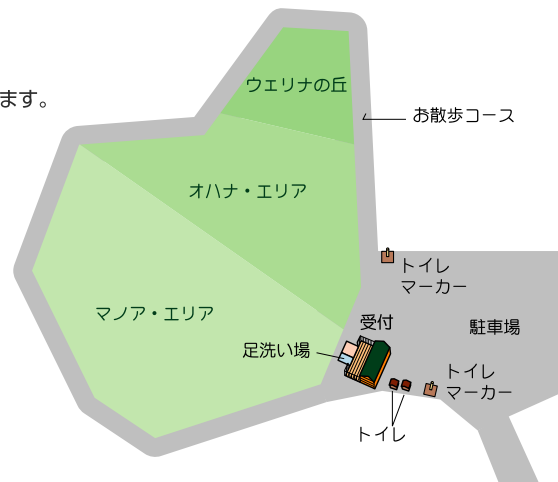 ウェリナの丘
ます。
お散歩コース
オハナ・エリア
トイレ
マーカー
マノア・エリア
受付
駐車場
足洗い場
トイレ
マーカー
トイレ